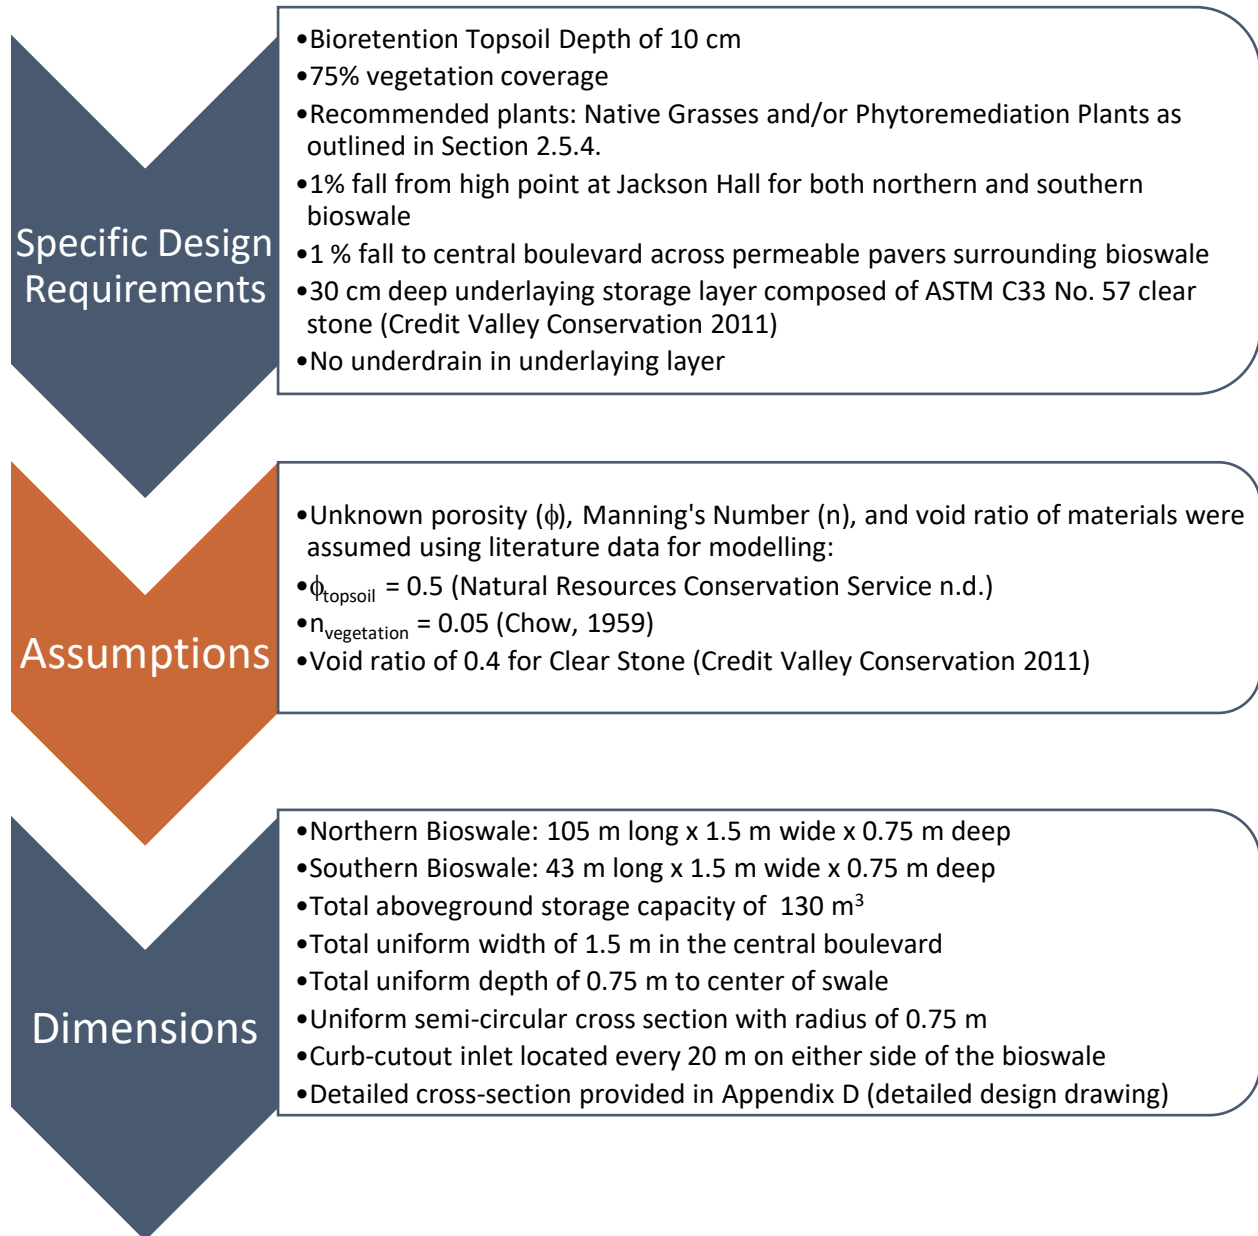 Specific Design
Requirements
•Bioretention Topsoil Depth of 10 cm
•75% vegetation coverage
•Recommended plants: Native Grasses and/or Phytoremediation Plants as
outlined in Section 2.5.4.
•1% fall from high point at Jackson Hall for both northern and southern
bioswale
•1 % fall to central boulevard across permeable pavers surrounding bioswale
•30 cm deep underlaying storage layer composed of ASTM C33 No. 57 clear
stone (Credit Valley Conservation 2011)
•No underdrain in underlaying layer
Assumptions
•Unknown porosity (ϕ), Manning's Number (n), and void ratio of materials were
assumed using literature data for modelling:
•ϕtopsoil = 0.5 (Natural Resources Conservation Service n.d.)
•nvegetation = 0.05 (Chow, 1959)
•Void ratio of 0.4 for Clear Stone (Credit Valley Conservation 2011)
Dimensions
•Northern Bioswale: 105 m long x 1.5 m wide x 0.75 m deep
•Southern Bioswale: 43 m long x 1.5 m wide x 0.75 m deep
•Total aboveground storage capacity of 130 m³
•Total uniform width of 1.5 m in the central boulevard
•Total uniform depth of 0.75 m to center of swale
•Uniform semi-circular cross section with radius of 0.75 m
•Curb-cutout inlet located every 20 m on either side of the bioswale
•Detailed cross-section provided in Appendix D (detailed design drawing)